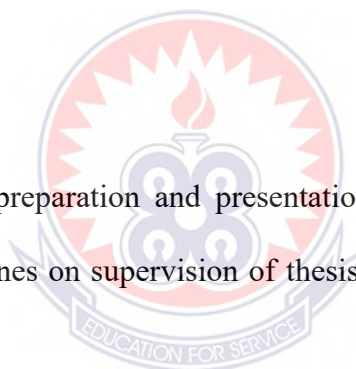 preparation and presentatio
nes on supervision of thesis
EDUCATION FOR SERVICE